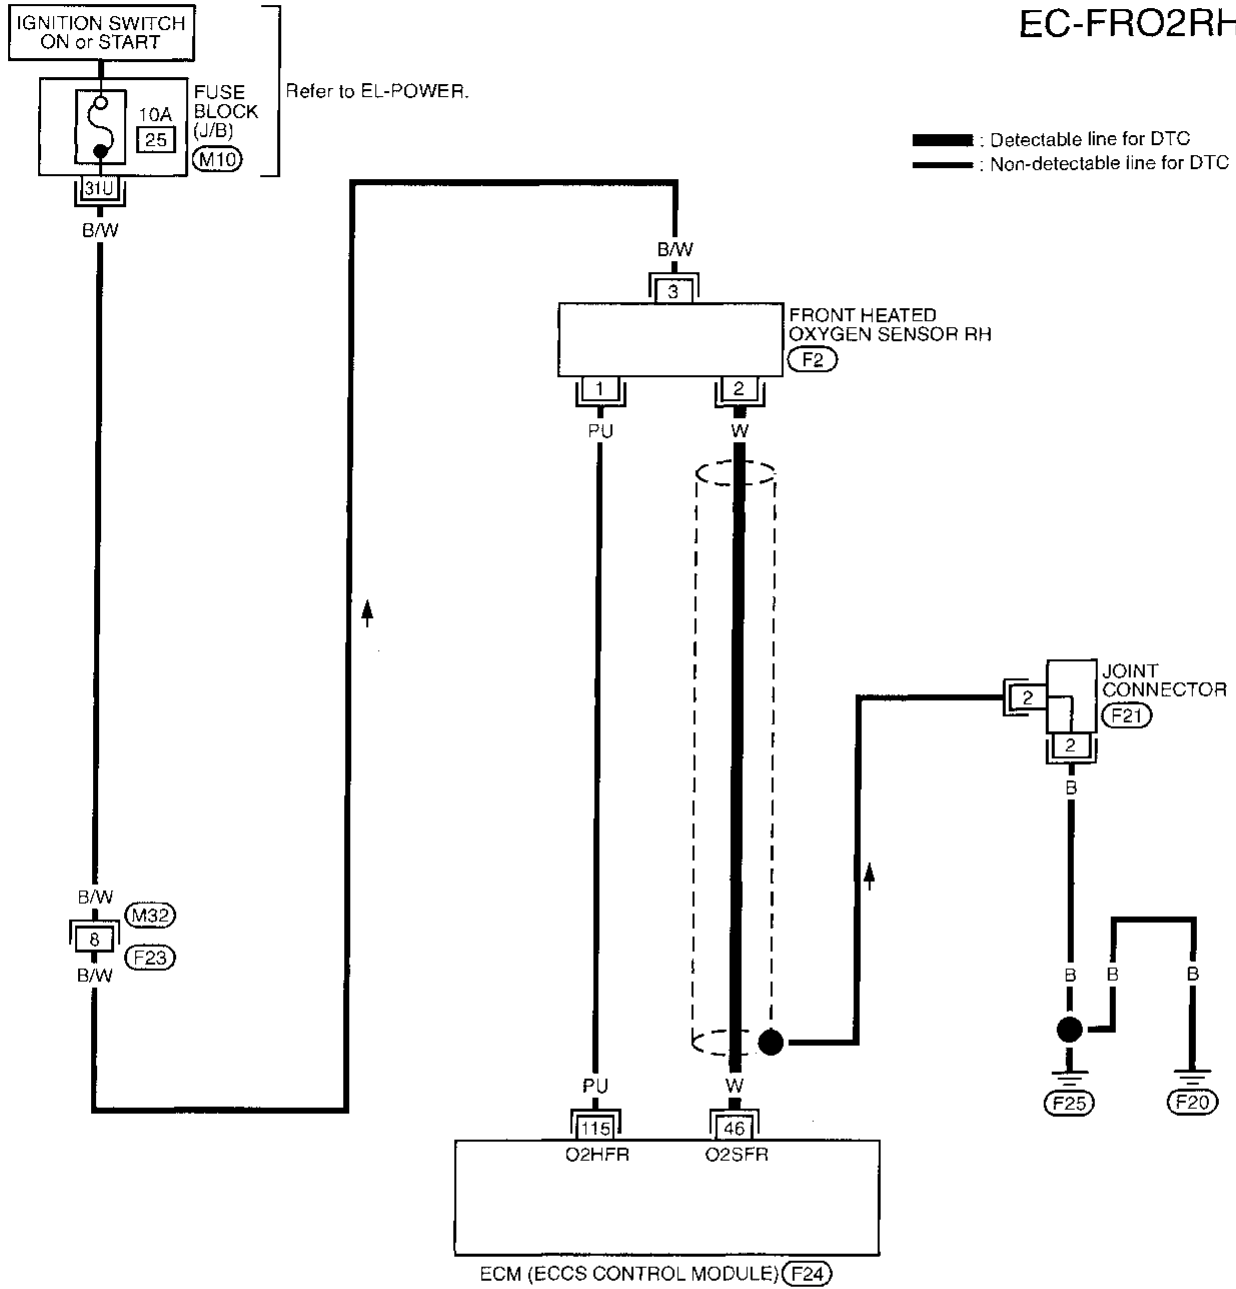 EC-FRO2RH
IGNITION SWITCH
ON or START
FUSE
BLOCK
(J/B)
M10
10A
25
Refer to EL-POWER.
31U
B/W
: Detectable line for DTC
: Non-detectable line for DTC
B/W
3
FRONT HEATED
OXYGEN SENSOR RH
F2
1
2
PU
W
2
JOINT
CONNECTOR
F21
2
B
B/W
M32
8
F23
B/W
B
B
B
F25
F20
PU
W
115
46
O2HFR
O2SFR
ECM (ECCS CONTROL MODULE) F24